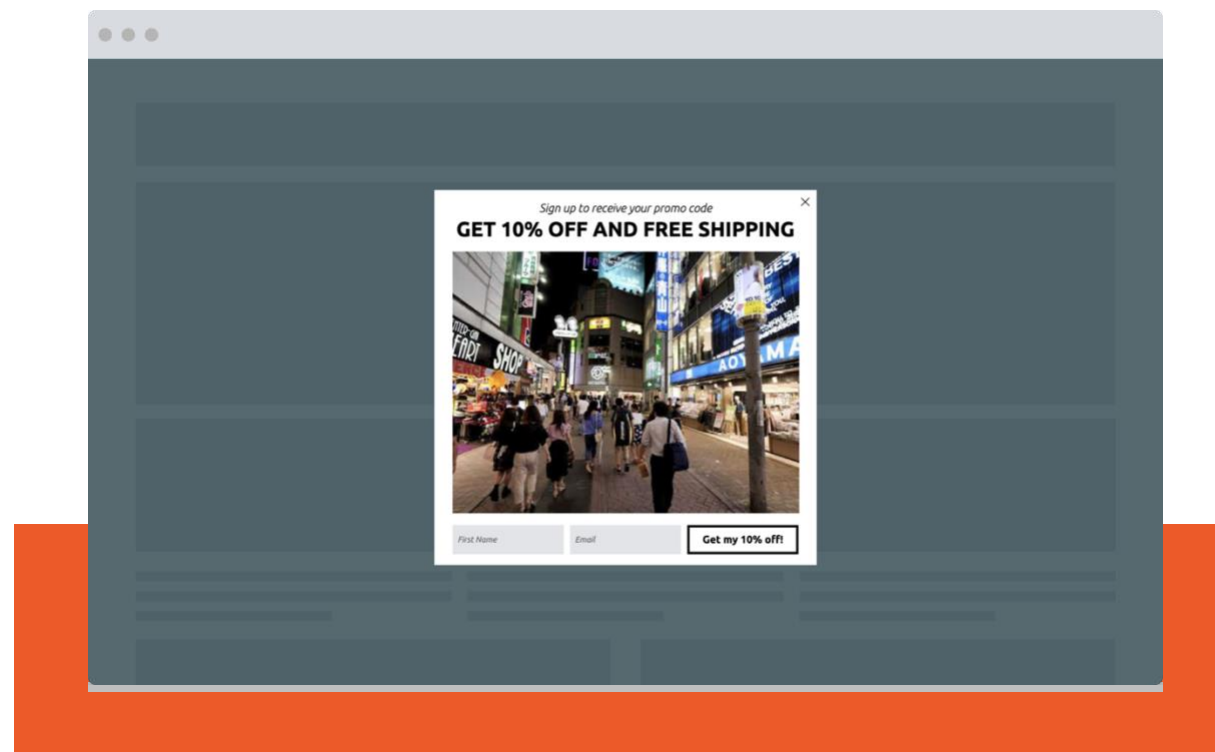 Sign up to receive your promo code
GET 10% OFF AND FREE SHIPPING
BEST
SHOP
AOYAMA
First Name
Email
Get my 10% off!